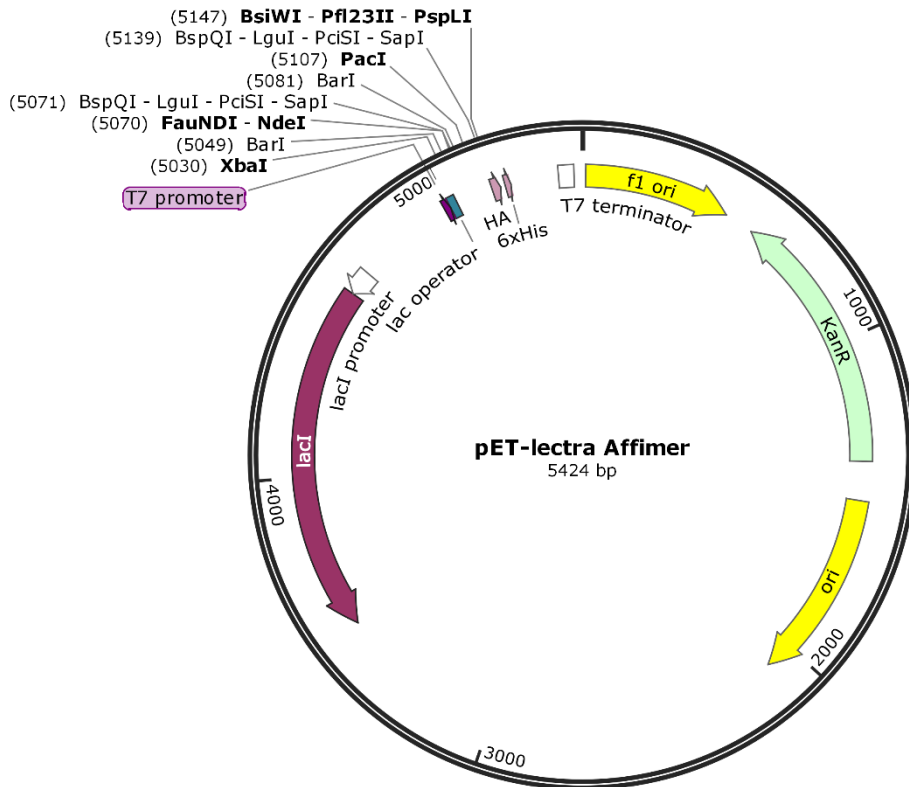 (5147) BsiWI - Pfl23II - PspLI
(5139) BspQI - LguI - PciSI - SapI
(5107) PacI
(5081) BarI
(5071) BspQI - LguI - PciSI - SapI
(5070) FauNDI - NdeI
(5049) BarI
(5030) XbaI
T7 promoter
5000
HA
6xHis
T7 terminator
f1 ori
lac operator
lacI promoter
KanR
1000
lacI
pET-lectra Affimer
5424 bp
4000
ori
2000
3000